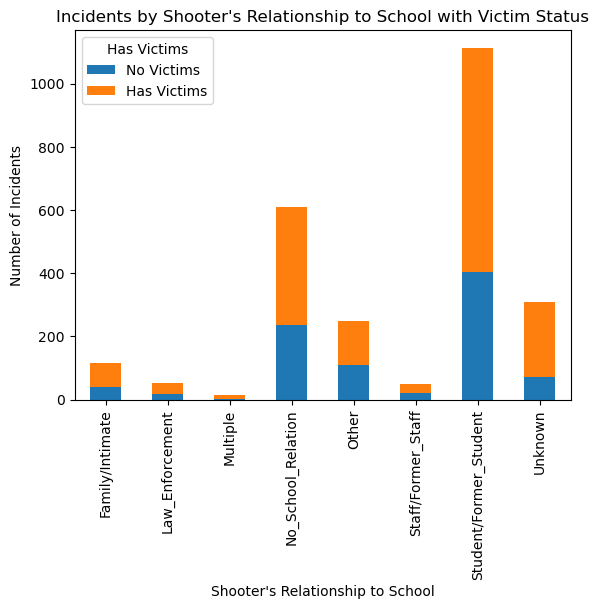 Incidents by Shooter's Relationship to School with Victim Status
Has Victims
No Victims
Has Victims
Number of Incidents
1000
800
600
400
200
0
Family/Intimate
Law_Enforcement
Multiple
No_School_Relation
Other
Staff/Former_Staff
Student/Former_Student
Unknown
Shooter's Relationship to School